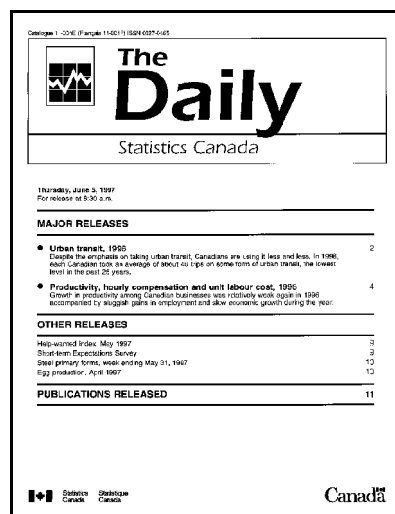 Catalogue 11-001E (Français 11-001F) ISSN 0827-0465
The
Daily
Statistics Canada
Thursday, June 5, 1997
For release at 8:30 a.m.
MAJOR RELEASES
● Urban transit, 1996 2
Despite the emphasis on taking urban transit, Canadians are using it less and less. In 1996,
each Canadian took an average of about 48 trips on some form of urban transit, the lowest
level in the past 25 years.
● Productivity, hourly compensation and unit labour cost, 1996 4
Growth in productivity among Canadian businesses was relatively weak again in 1996
accompanied by sluggish gains in employment and slow economic growth during the year.
OTHER RELEASES
Help-wanted Index May 1997 9
Short-term Expectations Survey 9
Steel primary forms, week ending May 31, 1997 10
Egg production, April 1997 10
PUBLICATIONS RELEASED 11
Statistics Statistique
Canada Canada
Canada